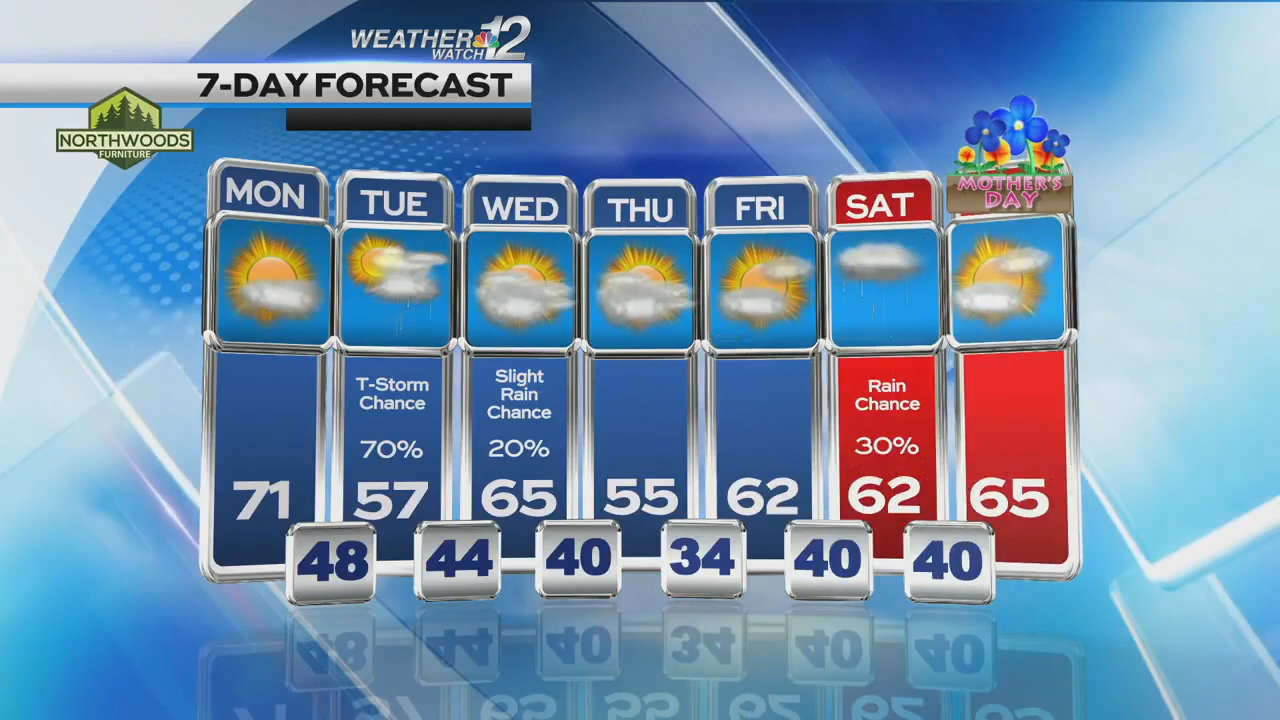 WEATHER
WATCH 12
7-DAY FORECAST
NORTHWOODS
FURNITURE
MON
TUE
WED
THU
FRI
SAT
MOTHER'S
DAY
T-Storm
Chance
70%
Slight
Rain
Chance
20%
Rain
Chance
30%
71
57
65
55
62
62
65
48
44
40
34
40
40